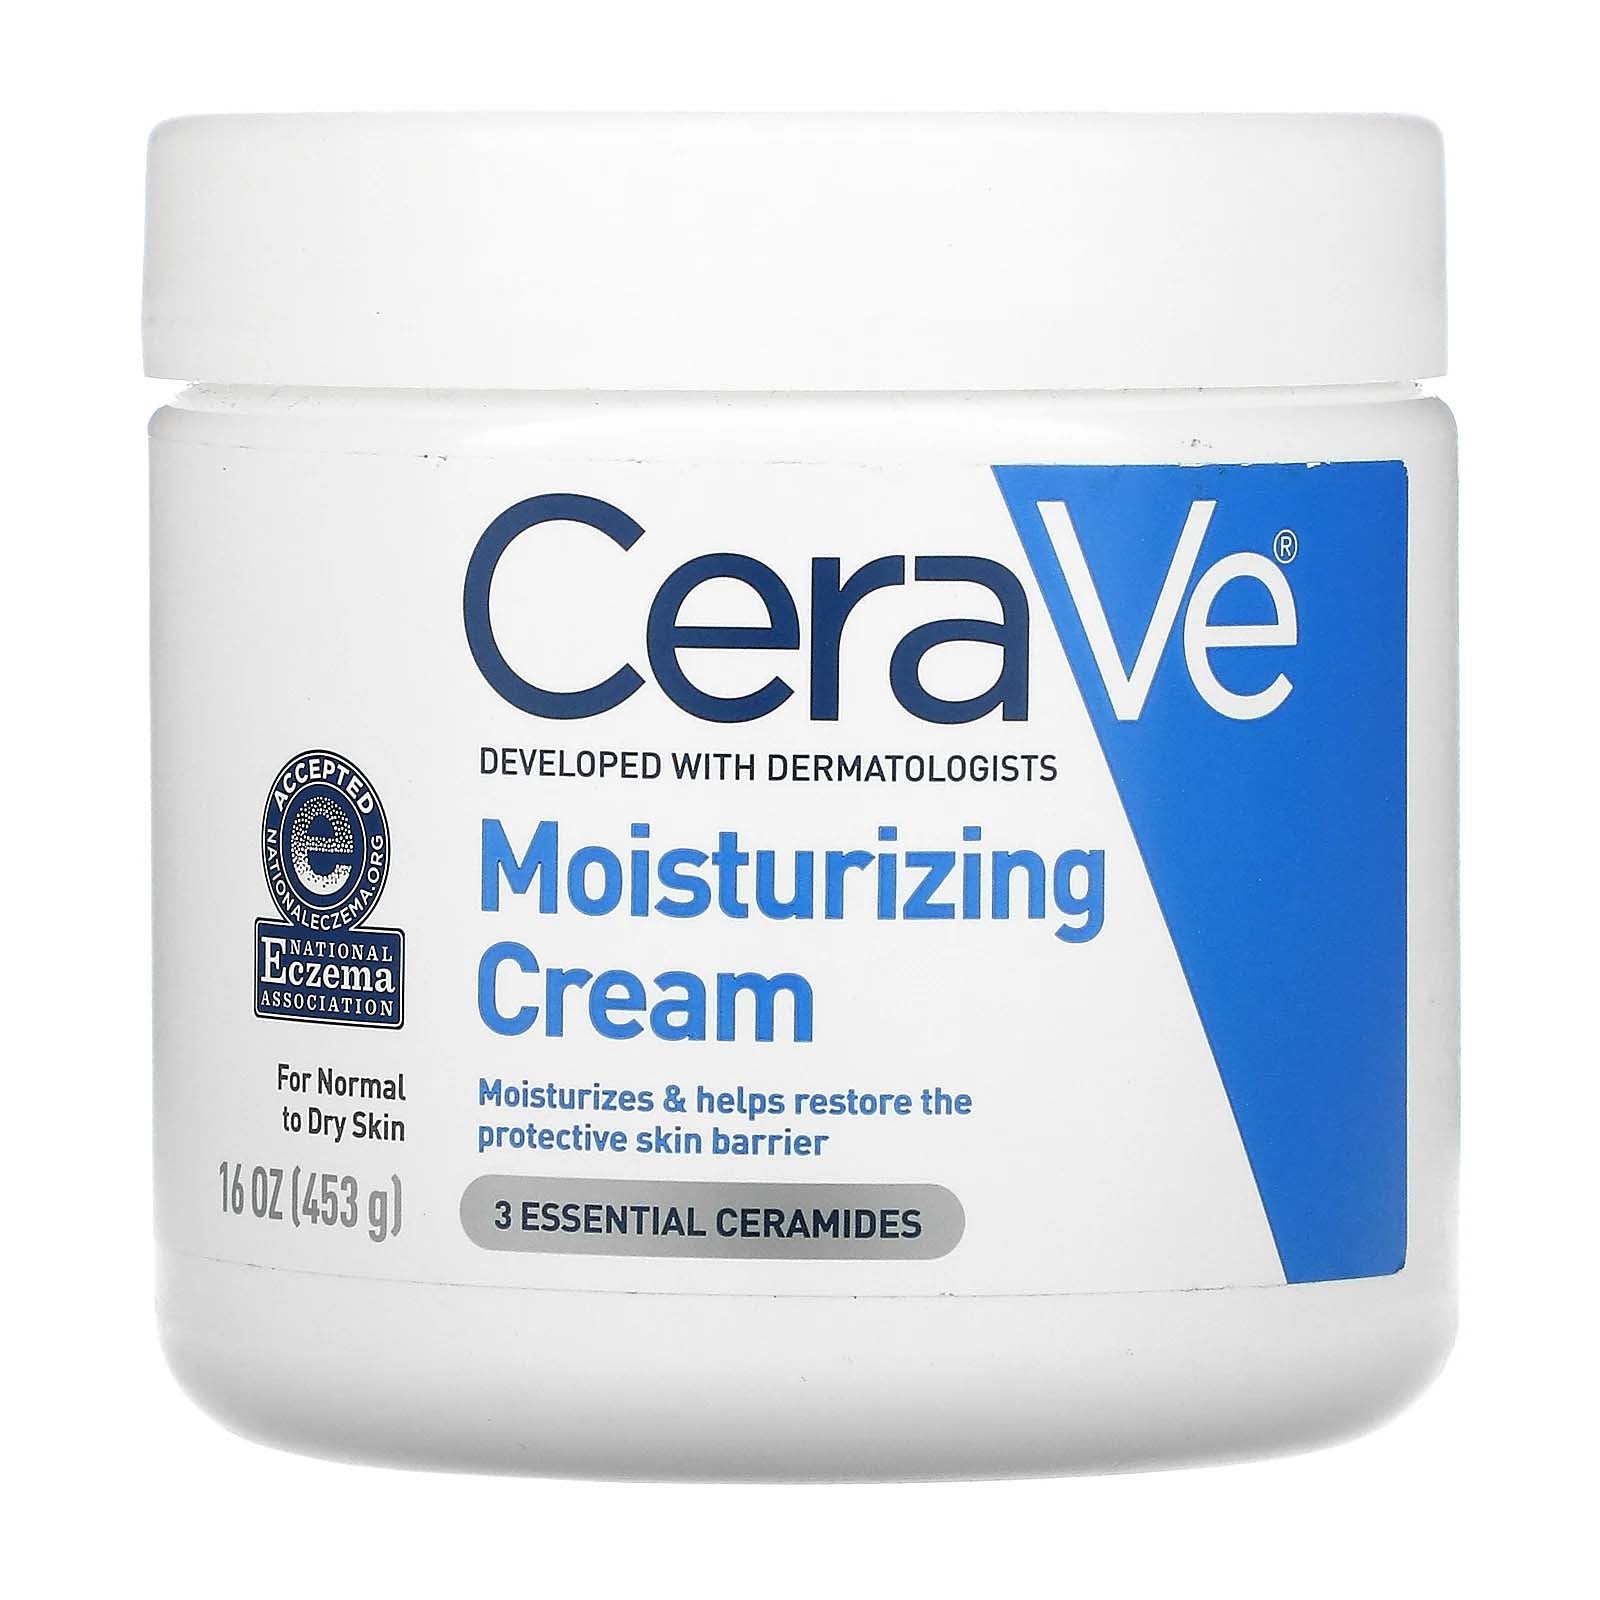 CeraVe®
DEVELOPED WITH DERMATOLOGISTS
Moisturizing
Cream
Moisturizes & helps restore the
protective skin barrier
3 ESSENTIAL CERAMIDES
ACCEPTED
NATIONALECZEMA.ORG
e
NATIONAL
Eczema
ASSOCIATION
For Normal
to Dry Skin
16 OZ (453 g)